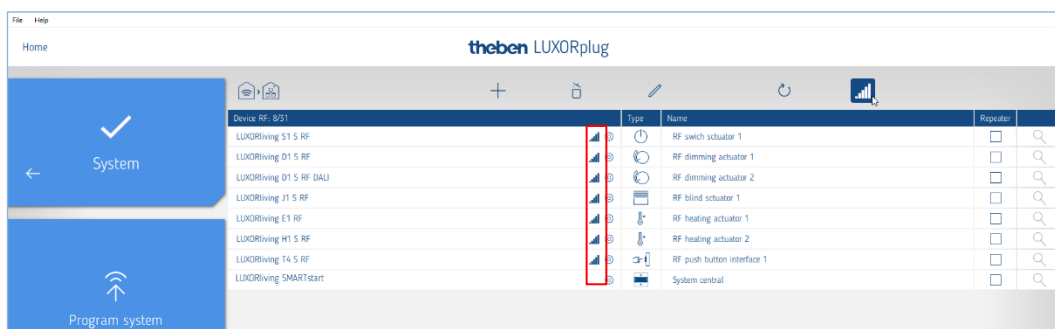 File Help
Home
theben LUXORplug
System
Program system
Device RF: 8/31 Type Name Repeater
LUXORliving S1 S RF RF swich sctuator 1
LUXORliving D1 S RF RF dimming actuator 1
LUXORliving D1 S RF DALI RF dimming actuator 2
LUXORliving J1 S RF RF blind sctuator 1
LUXORliving E1 RF RF heating actuator 1
LUXORliving H1 S RF RF heating actuator 2
LUXORliving T4 S RF RF push button interface 1
LUXORliving SMARTstart System central